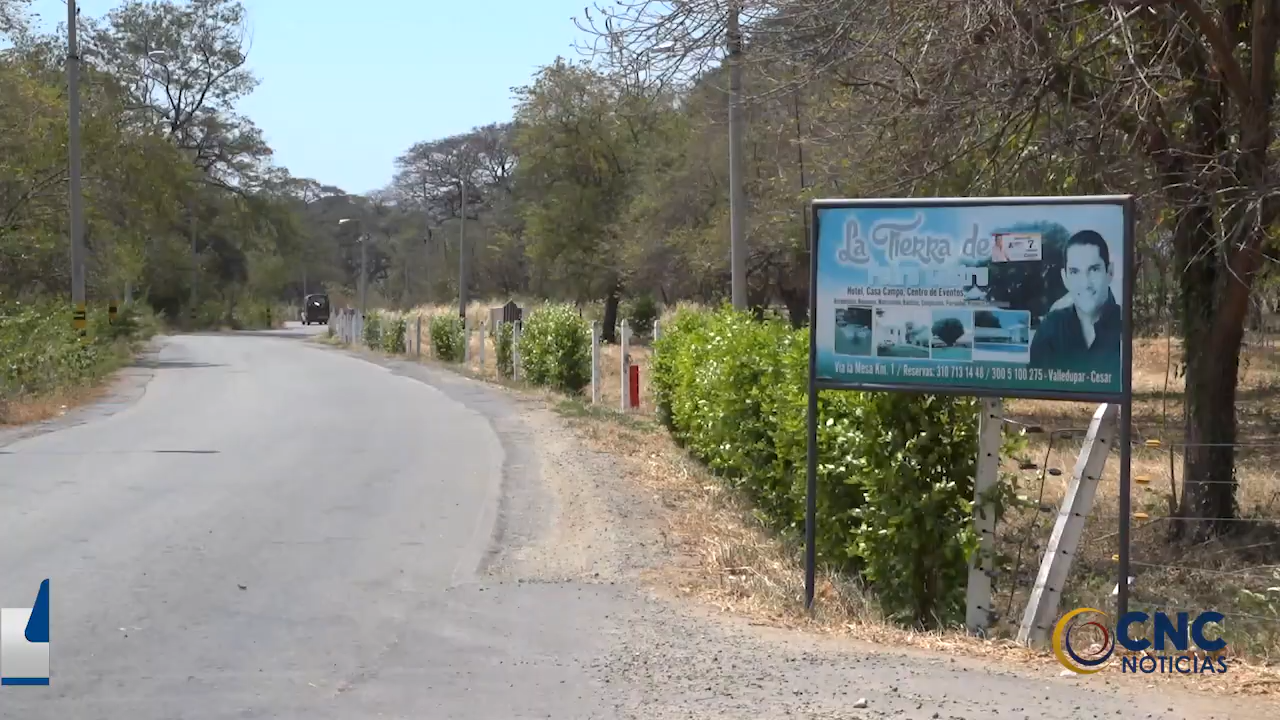 La Tierra de
7
Hotel, Casa Campo, Centro de Eventos
Vía la Mesa Km. 1 / Reservas: 310 713 14 48 / 300 5 100 275 - Valledupar - Cesar
CNC
NOTICIAS